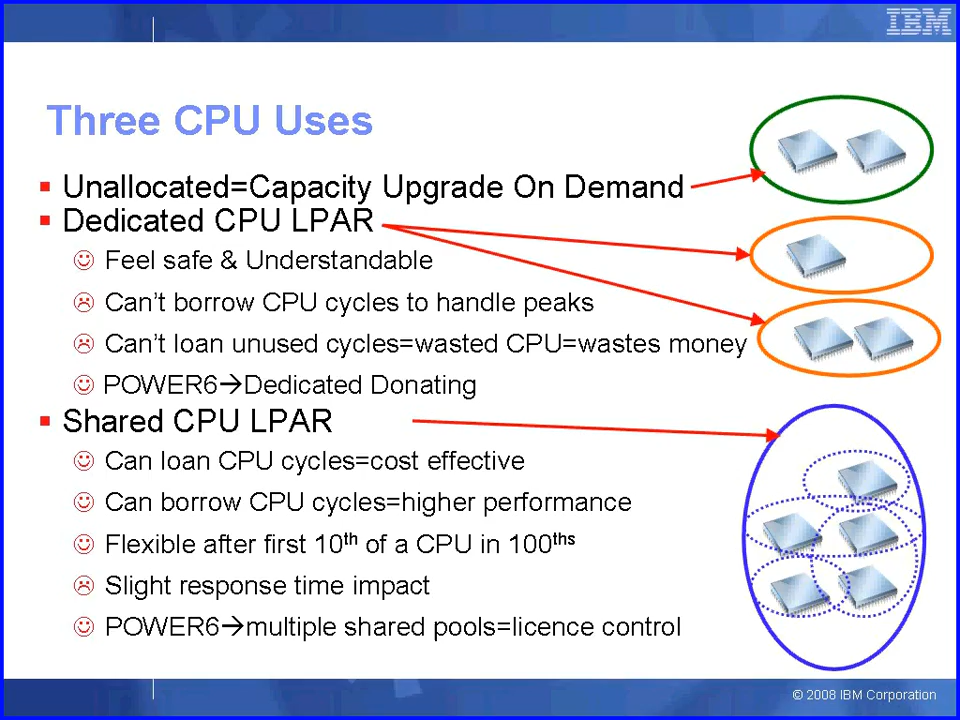 IBM
Three CPU Uses
Unallocated=Capacity Upgrade On Demand
Dedicated CPU LPAR
☺ Feel safe & Understandable
☹ Can't borrow CPU cycles to handle peaks
☹ Can't loan unused cycles=wasted CPU=wastes money
☺ POWER6→Dedicated Donating
Shared CPU LPAR
☺ Can loan CPU cycles=cost effective
☺ Can borrow CPU cycles=higher performance
☺ Flexible after first 10th of a CPU in 100ths
☹ Slight response time impact
☺ POWER6→multiple shared pools=licence control
© 2008 IBM Corporation